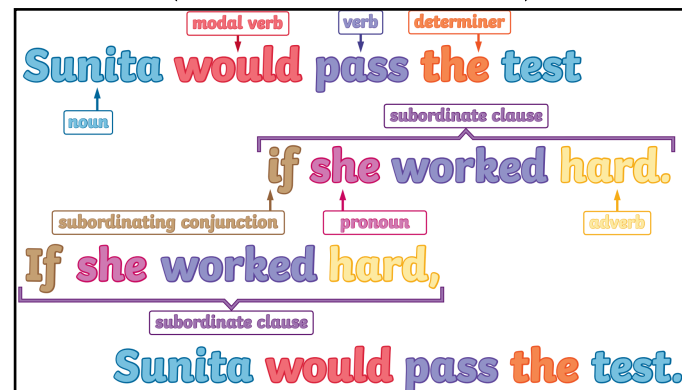 modal verb verb determiner
Sunita would pass the test
noun
subordinate clause
if she worked hard.
subordinating conjunction pronoun adverb
If she worked hard,
subordinate clause
Sunita would pass the test.